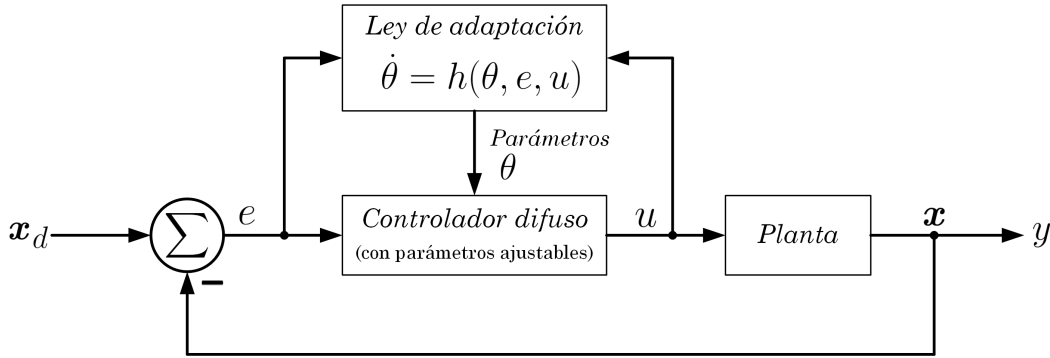 Ley de adaptación
θ̇ = h(θ, e, u)
Parámetros
θ
x_d
∑
e
Controlador difuso
(con parámetros ajustables)
u
Planta
x
y
−